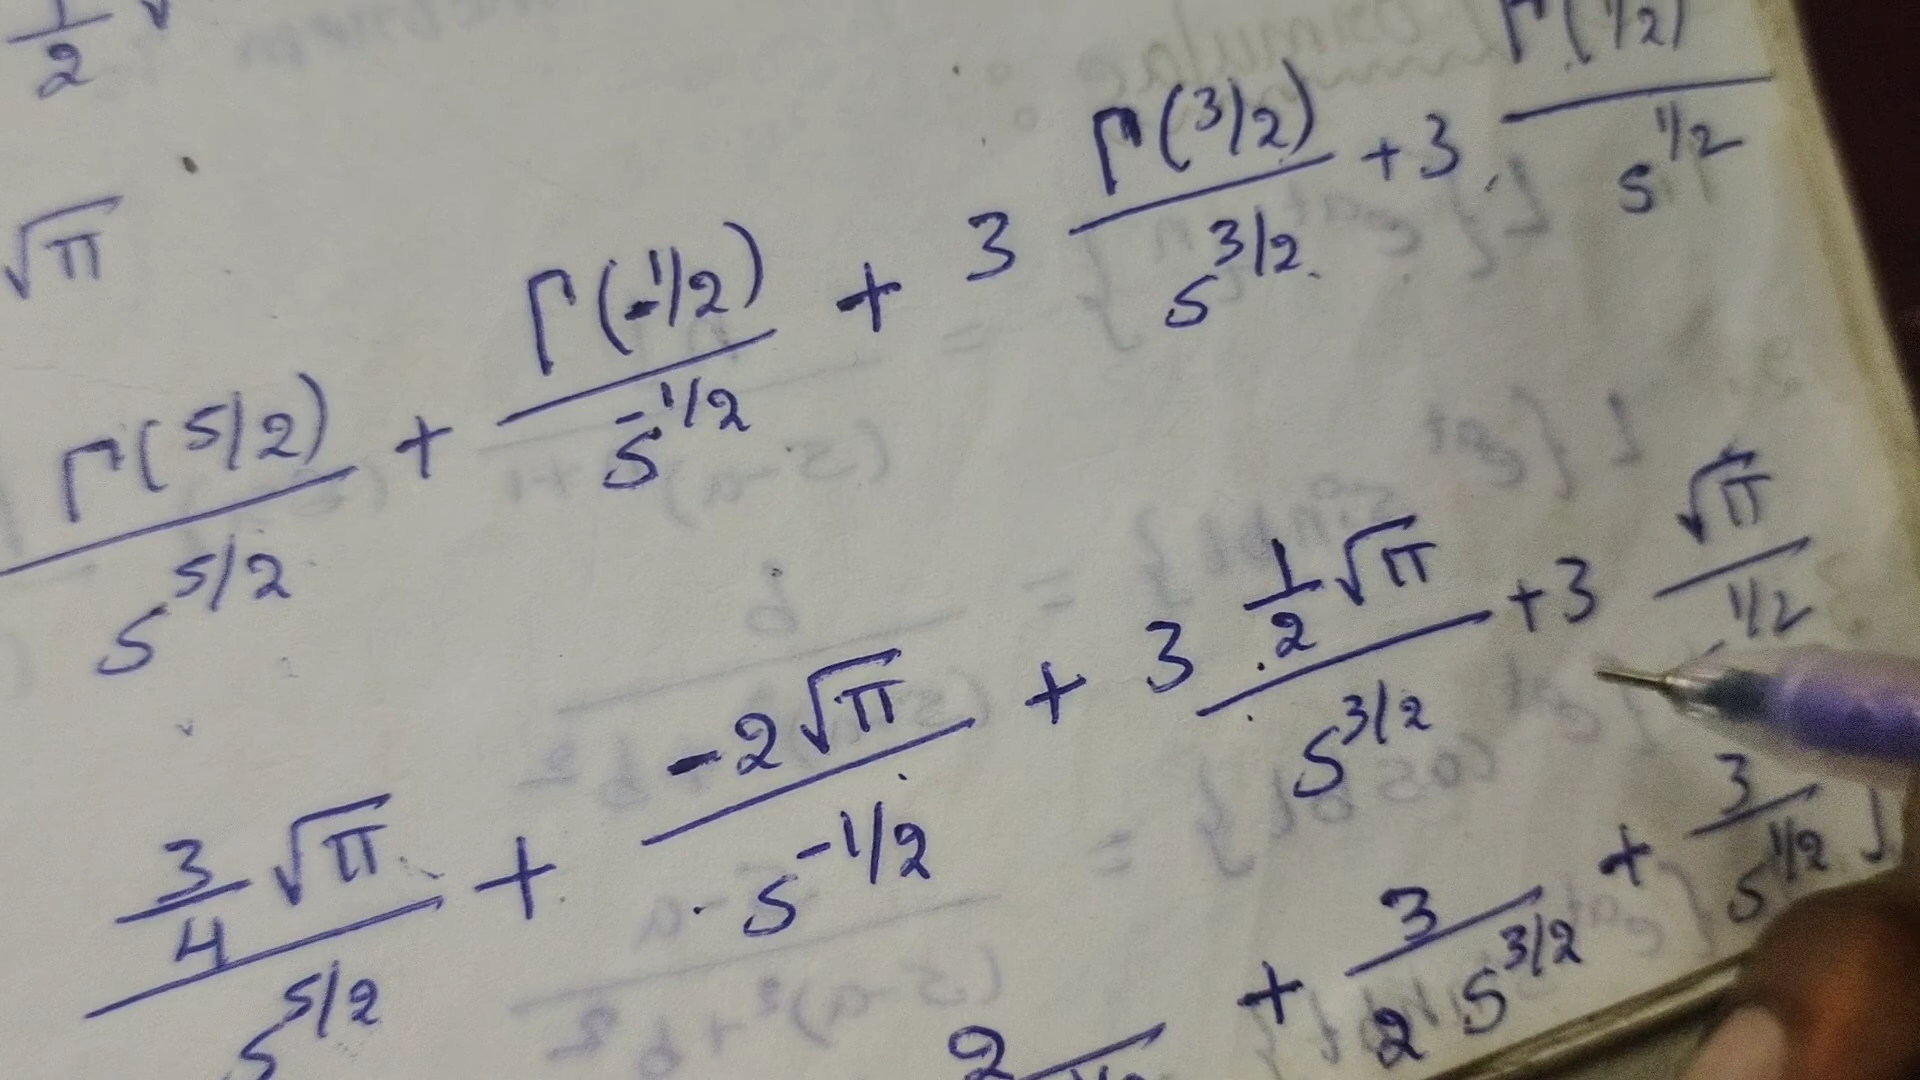 1/2 √
√π
Γ(5/2)/s^(5/2) + Γ(-1/2)/s^(-1/2) + 3 Γ(3/2)/s^(3/2) + 3 Γ(1/2)/s^(1/2)
3/4 √π/s^(5/2) + -2√π/s^(-1/2) + 3 1/2 √π/s^(3/2) + 3 √π/s^(1/2)
2 + 3/(2 s^(3/2)) + 3/s^(1/2) ]